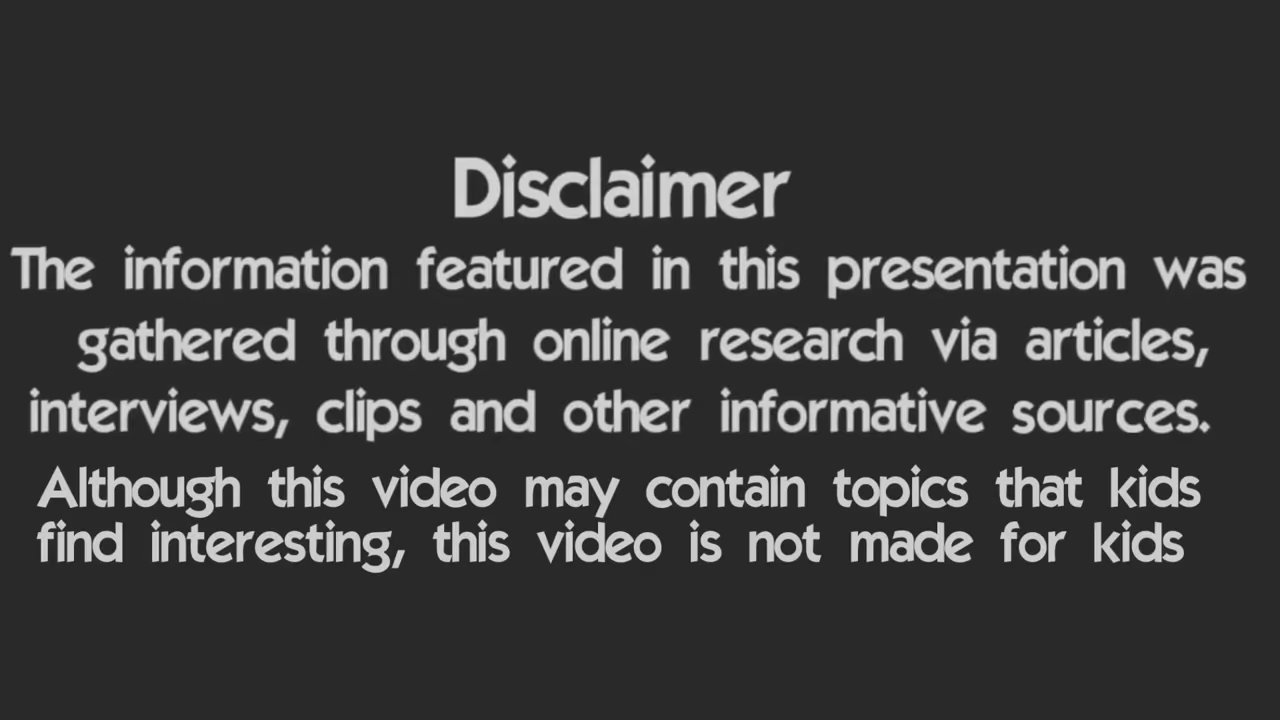 Disclaimer
The information featured in this presentation was
gathered through online research via articles,
interviews, clips and other informative sources.
Although this video may contain topics that kids
find interesting, this video is not made for kids